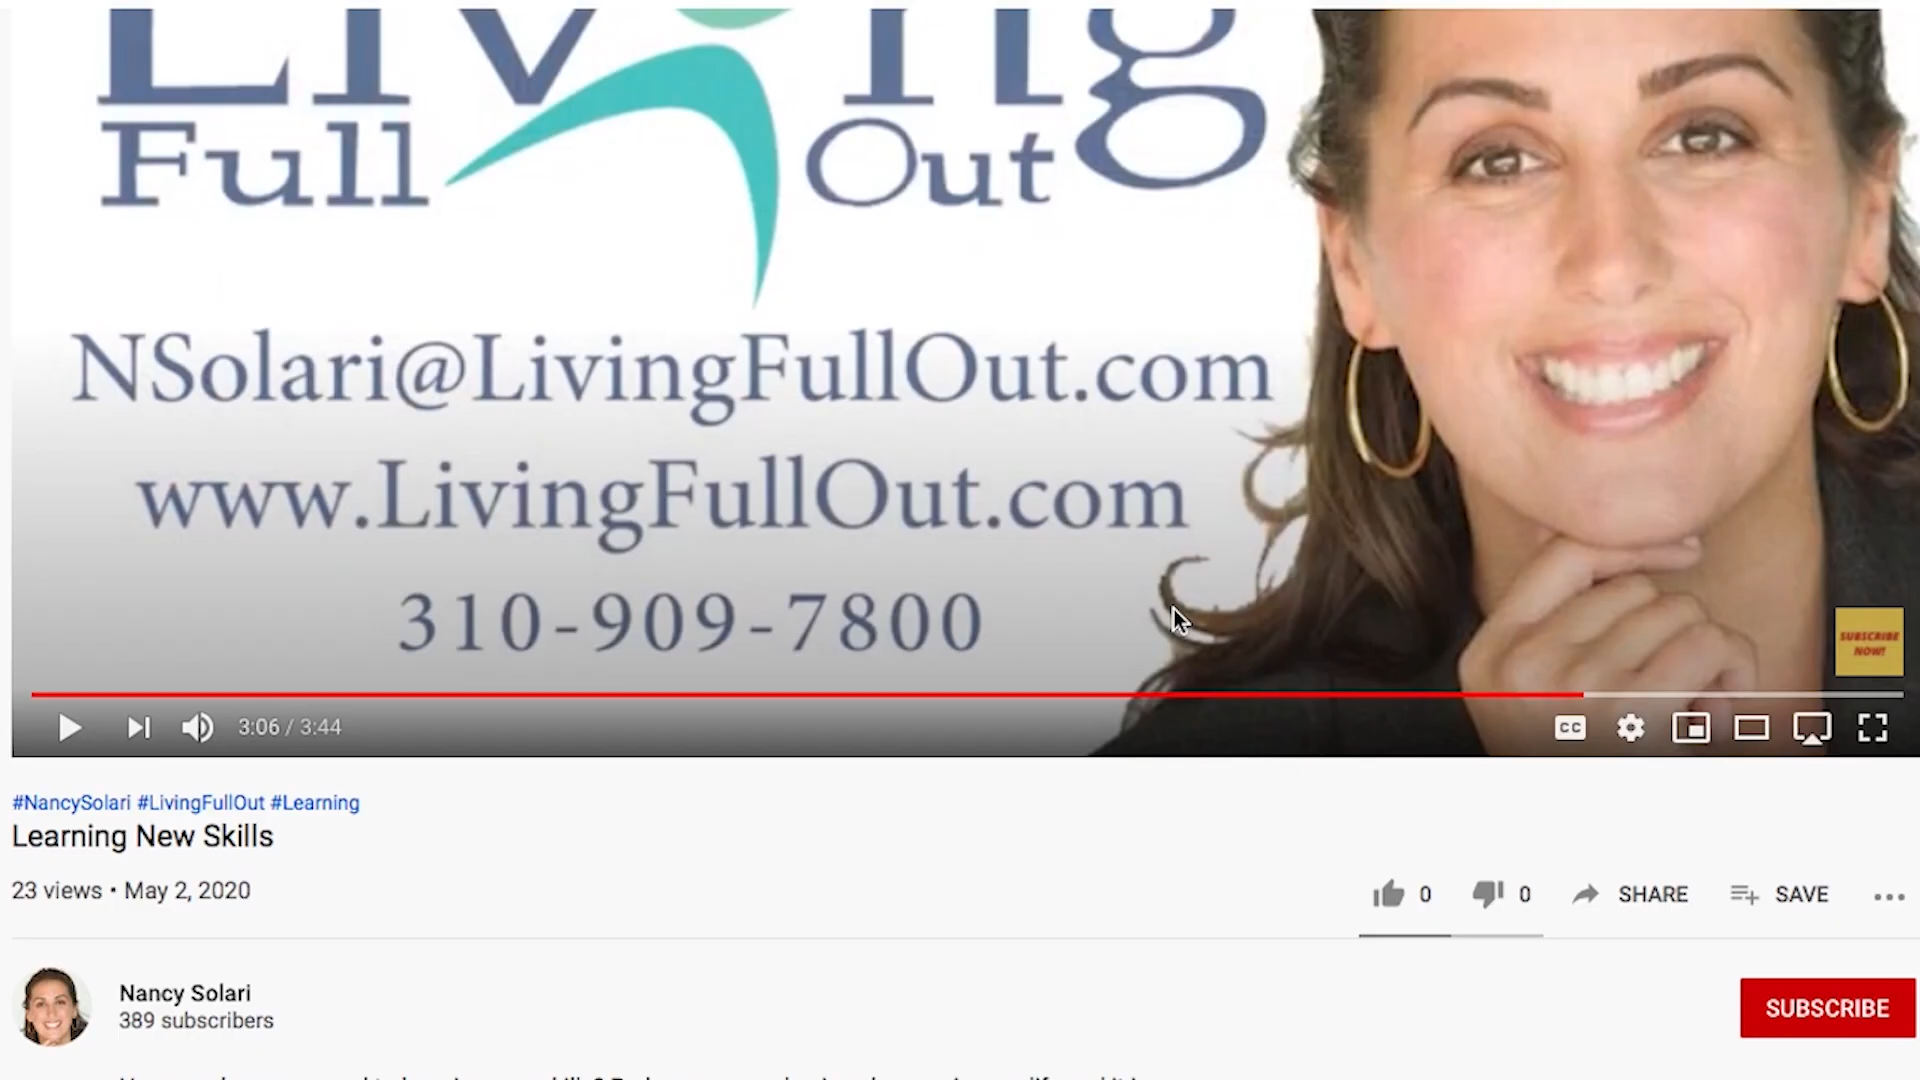 Living
Full Out
NSolari@LivingFullOut.com
www.LivingFullOut.com
310-909-7800
SUBSCRIBE
NOW!
3:06 / 3:44
CC
#NancySolari #LivingFullOut #Learning
Learning New Skills
23 views • May 2, 2020
0
0
SHARE
SAVE
Nancy Solari
389 subscribers
SUBSCRIBE